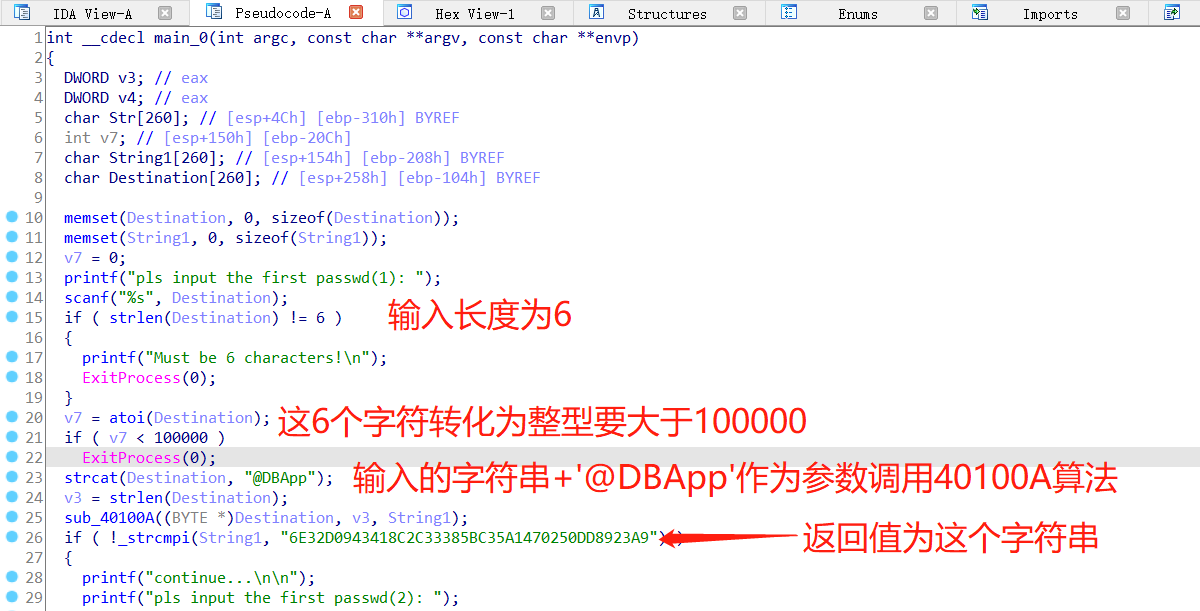 IDA View-A Pseudocode-A Hex View-1 Structures Enums Imports
1 int __cdecl main_0(int argc, const char **argv, const char **envp)
2 {
3 DWORD v3; // eax
4 DWORD v4; // eax
5 char Str[260]; // [esp+4Ch] [ebp-310h] BYREF
6 int v7; // [esp+150h] [ebp-20Ch]
7 char String1[260]; // [esp+154h] [ebp-208h] BYREF
8 char Destination[260]; // [esp+258h] [ebp-104h] BYREF
9
10 memset(Destination, 0, sizeof(Destination));
11 memset(String1, 0, sizeof(String1));
12 v7 = 0;
13 printf("pls input the first passwd(1): ");
14 scanf("%s", Destination);
15 if ( strlen(Destination) != 6 ) 输入长度为6
16 {
17 printf("Must be 6 characters!\n");
18 ExitProcess(0);
19 }
20 v7 = atoi(Destination); 这6个字符转化为整型要大于100000
21 if ( v7 < 100000 )
22 ExitProcess(0);
23 strcat(Destination, "@DBApp"); 输入的字符串+'@DBApp'作为参数调用40100A算法
24 v3 = strlen(Destination);
25 sub_40100A((BYTE *)Destination, v3, String1);
26 if ( !_strcmpi(String1, "6E32D0943418C2C33385BC35A1470250DD8923A9") ) 返回值为这个字符串
27 {
28 printf("continue...\n\n");
29 printf("pls input the first passwd(2): ");